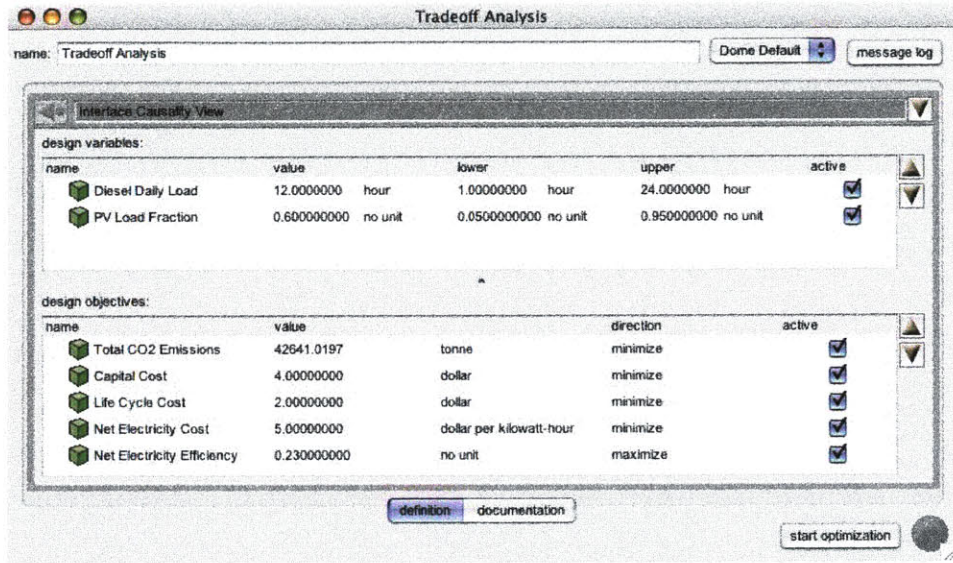 Tradeoff Analysis
name: Tradeoff Analysis Dome Default message log
Interface Causality View
design variables:
name value lower upper active
Diesel Daily Load 12.0000000 hour 1.00000000 hour 24.0000000 hour
PV Load Fraction 0.600000000 no unit 0.0500000000 no unit 0.950000000 no unit
design objectives:
name value direction active
Total CO2 Emissions 42641.0197 tonne minimize
Capital Cost 4.00000000 dollar minimize
Life Cycle Cost 2.00000000 dollar minimize
Net Electricity Cost 5.00000000 dollar per kilowatt-hour minimize
Net Electricity Efficiency 0.230000000 no unit maximize
definition documentation
start optimization